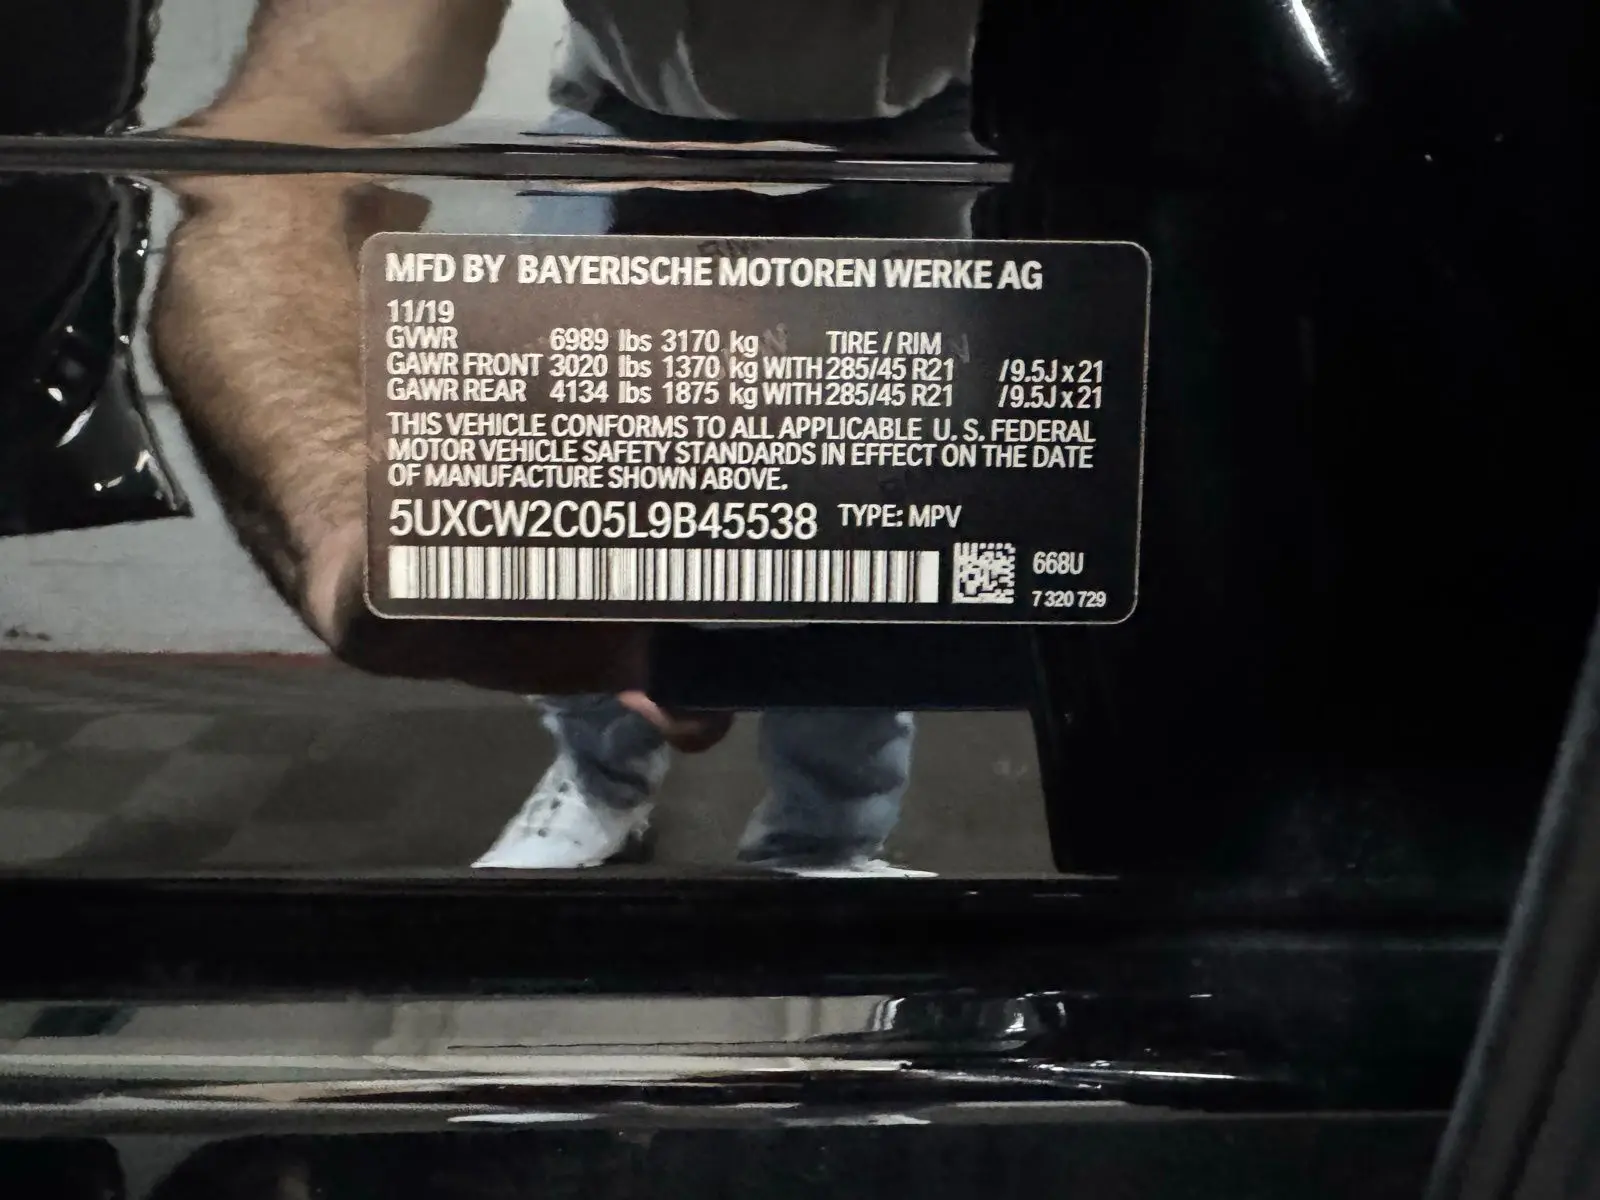 MFD BY BAYERISCHE MOTOREN WERKE AG
11/19
GVWR 6989 lbs 3170 kg TIRE / RIM
GAWR FRONT 3020 lbs 1370 kg WITH 285/45 R21 /9.5J x 21
GAWR REAR 4134 lbs 1875 kg WITH 285/45 R21 /9.5J x 21
THIS VEHICLE CONFORMS TO ALL APPLICABLE U. S. FEDERAL
MOTOR VEHICLE SAFETY STANDARDS IN EFFECT ON THE DATE
OF MANUFACTURE SHOWN ABOVE.
5UXCW2C05L9B45538 TYPE: MPV
668U
7 320 729